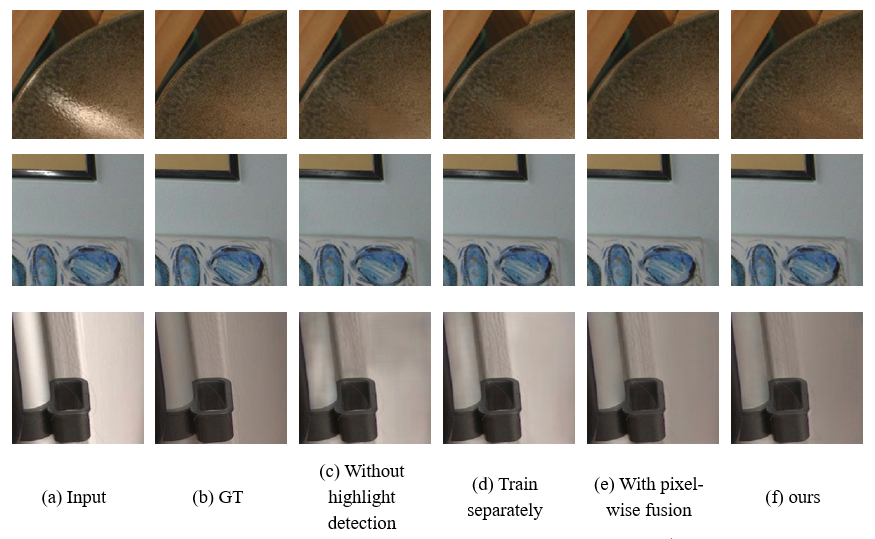 (a) Input
(b) GT
(c) Without
highlight
detection
(d) Train
separately
(e) With pixel-
wise fusion
(f) ours